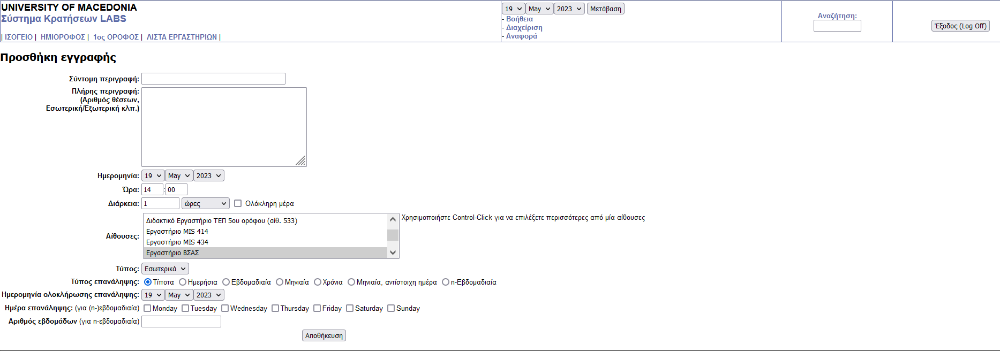 UNIVERSITY OF MACEDONIA
Σύστημα Κρατήσεων LABS
| ΙΣΟΓΕΙΟ | ΗΜΙΟΡΟΦΟΣ | 1ος ΟΡΟΦΟΣ | ΛΙΣΤΑ ΕΡΓΑΣΤΗΡΙΩΝ |
19 May 2023 Μετάβαση
- Βοήθεια
- Διαχείριση
- Αναφορά
Αναζήτηση:
Έξοδος (Log Off)
Προσθήκη εγγραφής
Σύντομη περιγραφή:
Πλήρης περιγραφή:
(Αριθμός θέσεων,
Εσωτερική/Εξωτερική κλπ.)
Ημερομηνία: 19 May 2023
Ώρα: 14 : 00
Διάρκεια: 1 ώρες Ολόκληρη μέρα
Αίθουσες:
Διδακτικό Εργαστήριο ΤΕΠ 5ου ορόφου (αίθ. 533)
Εργαστήριο MIS 414
Εργαστήριο MIS 434
Εργαστήριο ΒΣΑΣ
Χρησιμοποιήστε Control-Click για να επιλέξετε περισσότερες από μία αίθουσες
Τύπος: Εσωτερικά
Τύπος επανάληψης: Τίποτα Ημερήσια Εβδομαδιαία Μηνιαία Χρόνια Μηνιαία, αντίστοιχη ημέρα n-Εβδομαδιαία
Ημερομηνία ολοκλήρωσης επανάληψης: 19 May 2023
Ημέρα επανάληψης: (για (n-)εβδομαδιαία) Monday Tuesday Wednesday Thursday Friday Saturday Sunday
Αριθμός εβδομάδων (για n-εβδομαδιαία)
Αποθήκευση